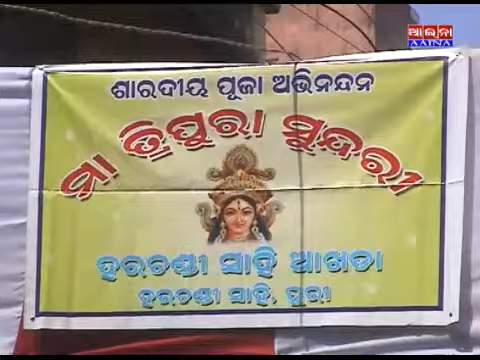 ଆଇନା
AAINA
ଶାରଦୀୟ ପୂଜା ଅଭିନନ୍ଦନ
ମା ତ୍ରିପୁରା ସୁନ୍ଦରୀ
ହରଚଣ୍ଡୀ ସାହି ଆଖଡା
ହରଚଣ୍ଡୀ ସାହି, ପୁରୀ